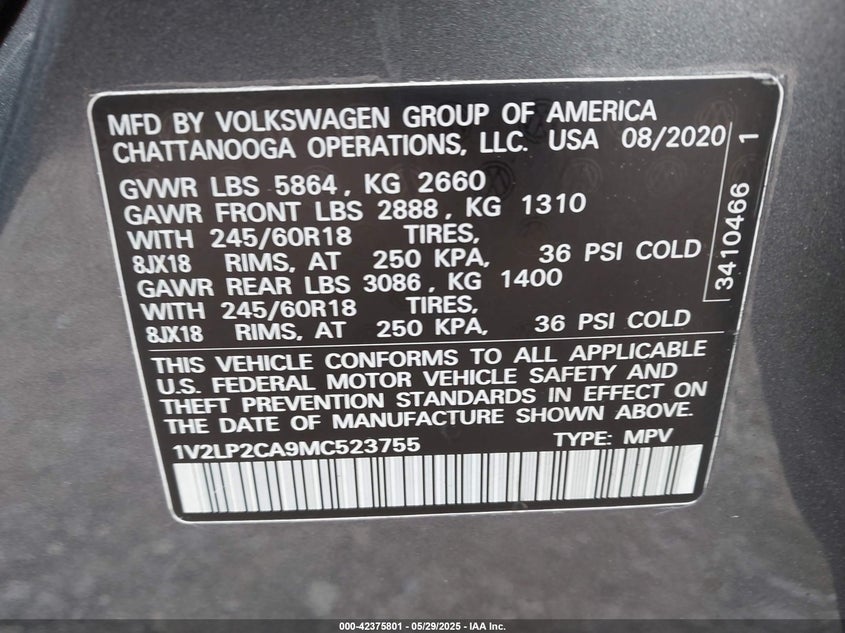 MFD BY VOLKSWAGEN GROUP OF AMERICA
CHATTANOOGA OPERATIONS, LLC. USA 08/2020
GVWR LBS 5864, KG 2660
GAWR FRONT LBS 2888, KG 1310
WITH 245/60R18 TIRES,
8JX18 RIMS, AT 250 KPA, 36 PSI COLD
GAWR REAR LBS 3086, KG 1400
WITH 245/60R18 TIRES,
8JX18 RIMS, AT 250 KPA, 36 PSI COLD
3410466 1
THIS VEHICLE CONFORMS TO ALL APPLICABLE
U.S. FEDERAL MOTOR VEHICLE SAFETY AND
THEFT PREVENTION STANDARDS IN EFFECT ON
THE DATE OF MANUFACTURE SHOWN ABOVE.
1V2LP2CA9MC523755 TYPE: MPV
000-42375801 — 05/29/2025 — IAA Inc.